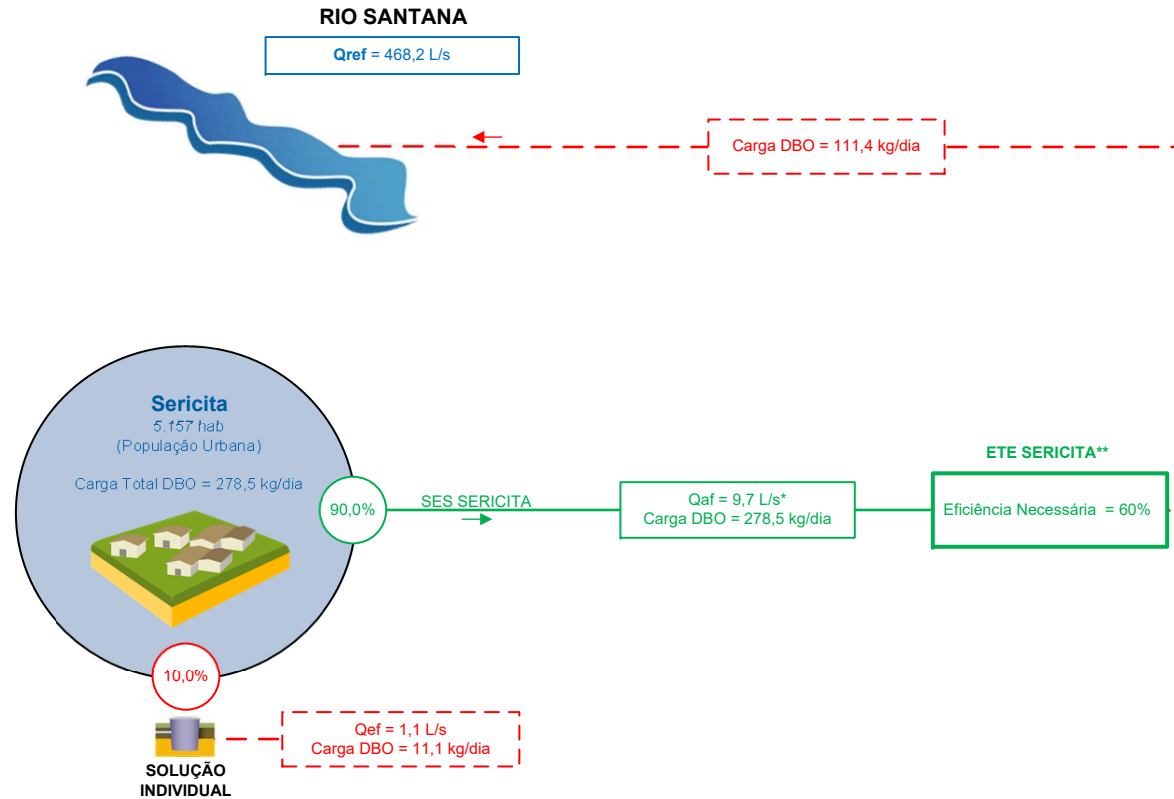 RIO SANTANA
Qref = 468,2 L/s
Carga DBO = 111,4 kg/dia
Sericita
5.157 hab
(População Urbana)
Carga Total DBO = 278,5 kg/dia
90,0%
SES SERICITA
Qaf = 9,7 L/s*
Carga DBO = 278,5 kg/dia
ETE SERICITA**
Eficiência Necessária = 60%
10,0%
Qef = 1,1 L/s
Carga DBO = 11,1 kg/dia
SOLUÇÃO
INDIVIDUAL